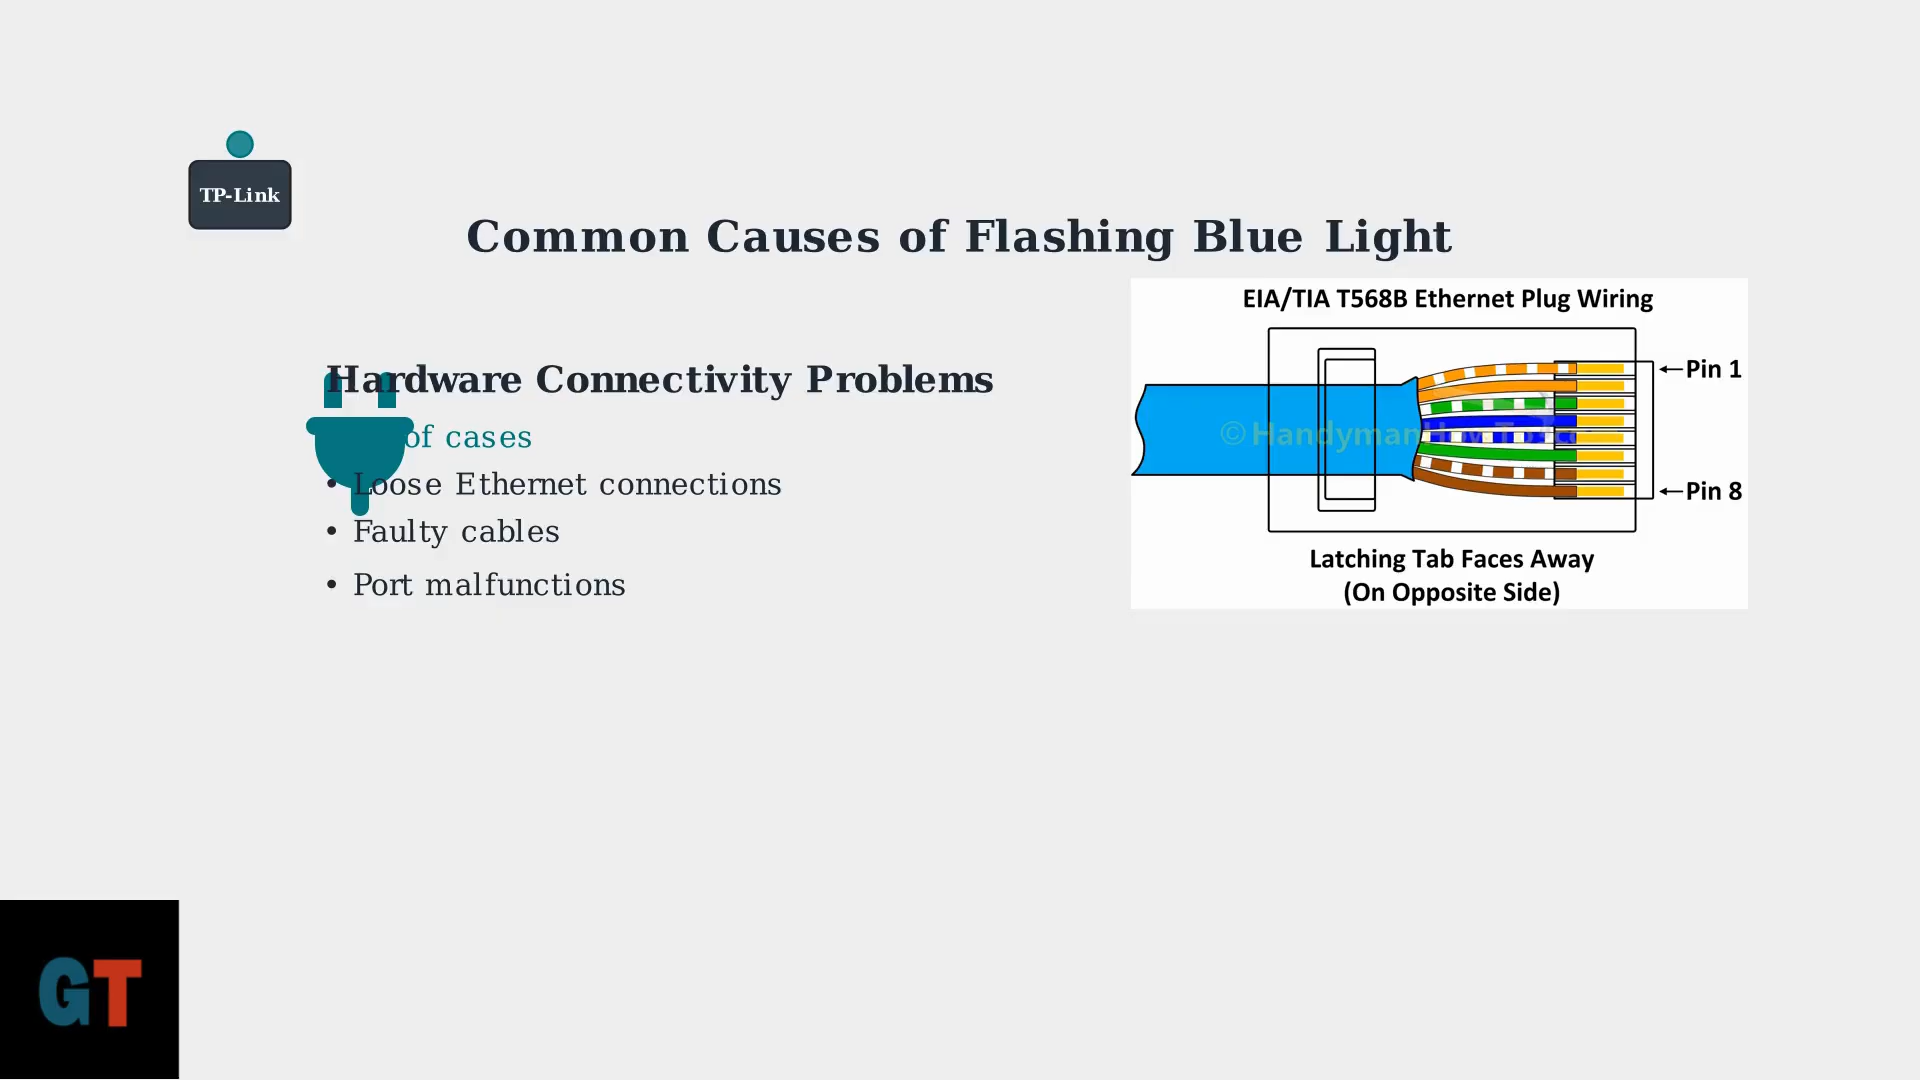 TP-Link
Common Causes of Flashing Blue Light
Hardware Connectivity Problems
of cases
• Loose Ethernet connections
• Faulty cables
• Port malfunctions
EIA/TIA T568B Ethernet Plug Wiring
Pin 1
©HandymanHowTo.co
Pin 8
Latching Tab Faces Away
(On Opposite Side)
GT